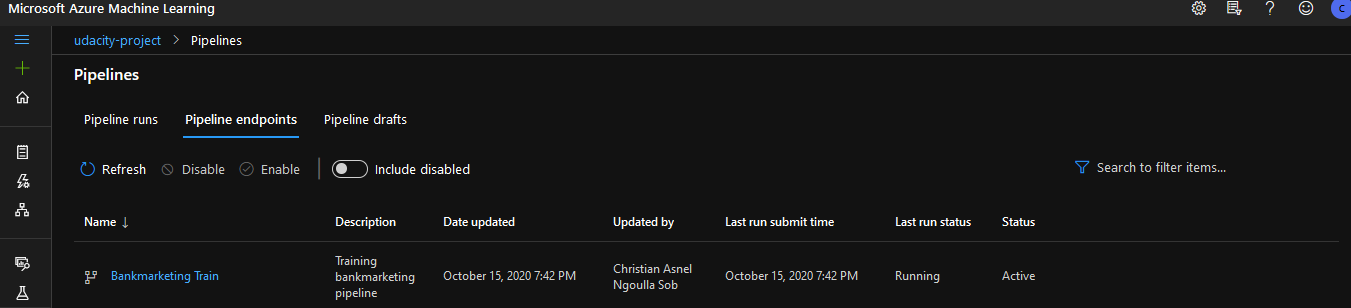 Microsoft Azure Machine Learning
C
udacity-project > Pipelines
Pipelines
Pipeline runs Pipeline endpoints Pipeline drafts
Refresh Disable Enable Include disabled Search to filter items...
Name ↓ Description Date updated Updated by Last run submit time Last run status Status
Bankmarketing Train Training bankmarketing pipeline October 15, 2020 7:42 PM Christian Asnel Ngoulla Sob October 15, 2020 7:42 PM Running Active